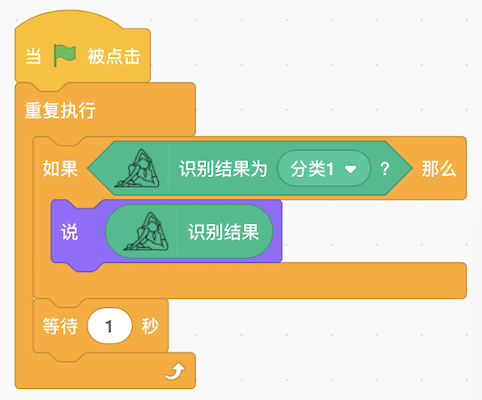 当 被点击
重复执行
如果 识别结果为 分类1 ? 那么
说 识别结果
等待 1 秒